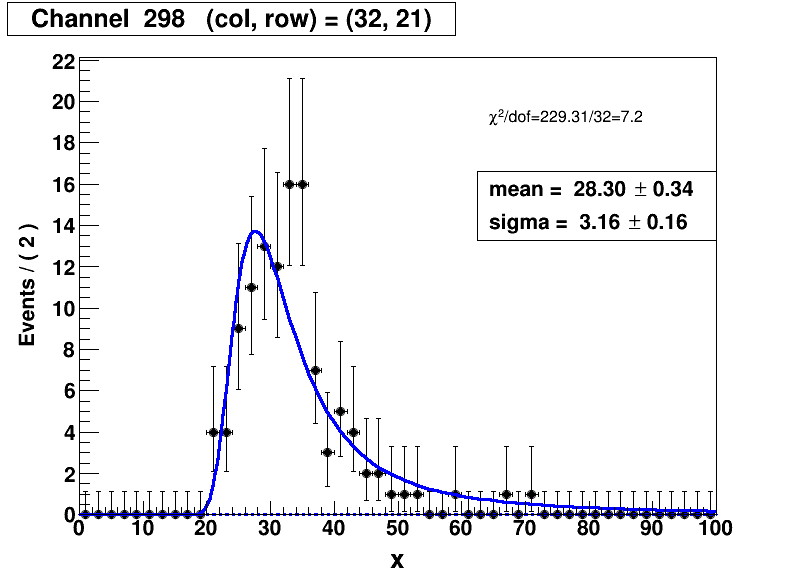 Channel 298 (col, row) = (32, 21)
χ²/dof=229.31/32=7.2
mean = 28.30 ± 0.34
sigma = 3.16 ± 0.16
Events / ( 2 )
22
20
18
16
14
12
10
8
6
4
2
0
0 10 20 30 40 50 60 70 80 90 100
x